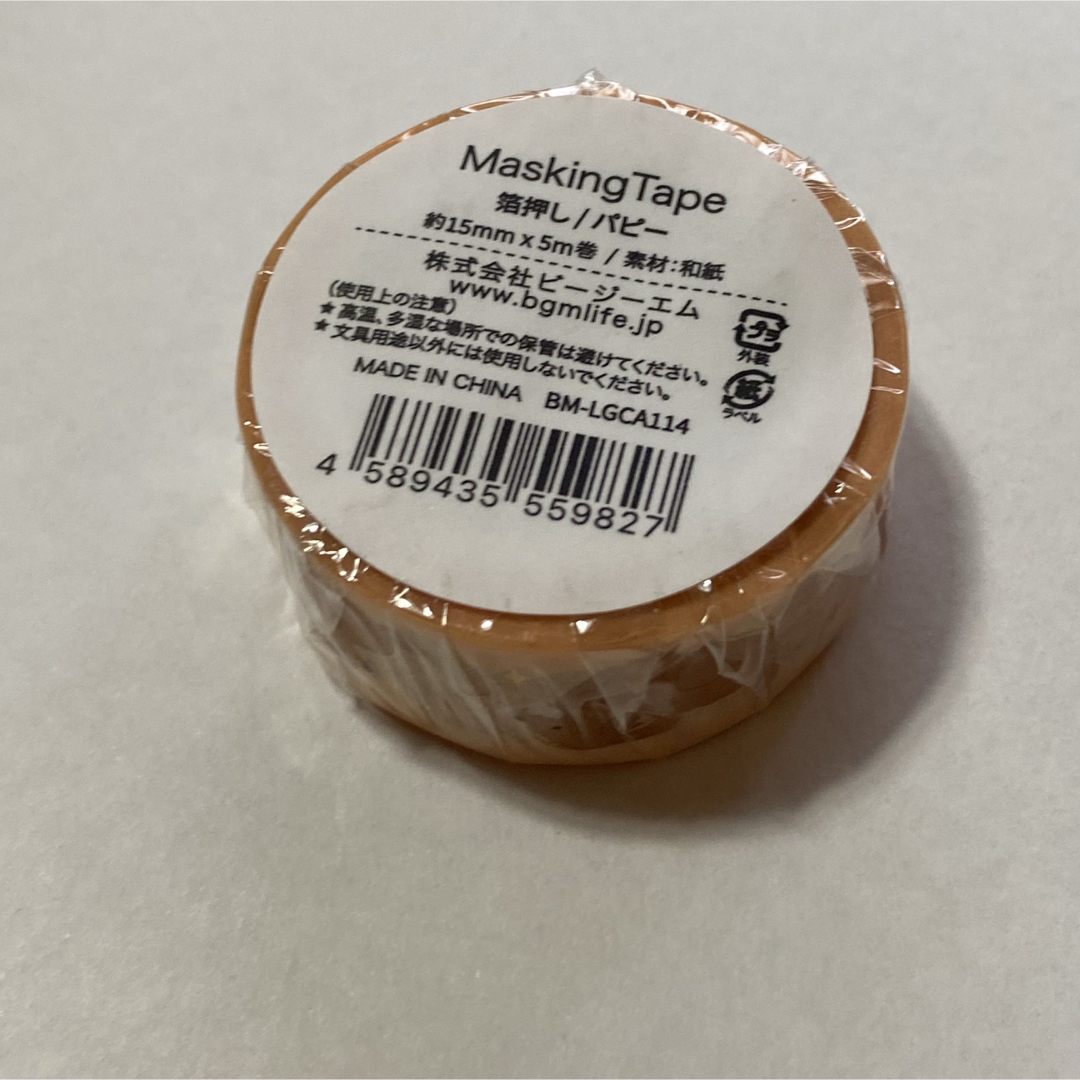 MaskingTape
箔押し / パピー
約15mm x 5m巻 / 素材:和紙
株式会社ビージーエム
www.bgmlife.jp
(使用上の注意)
★高温、多湿な場所での保管は避けてください。
★文具用途以外には使用しないでください。
MADE IN CHINA BM-LGCA114
4 589435 559827
プラ
外装
紙
ラベル